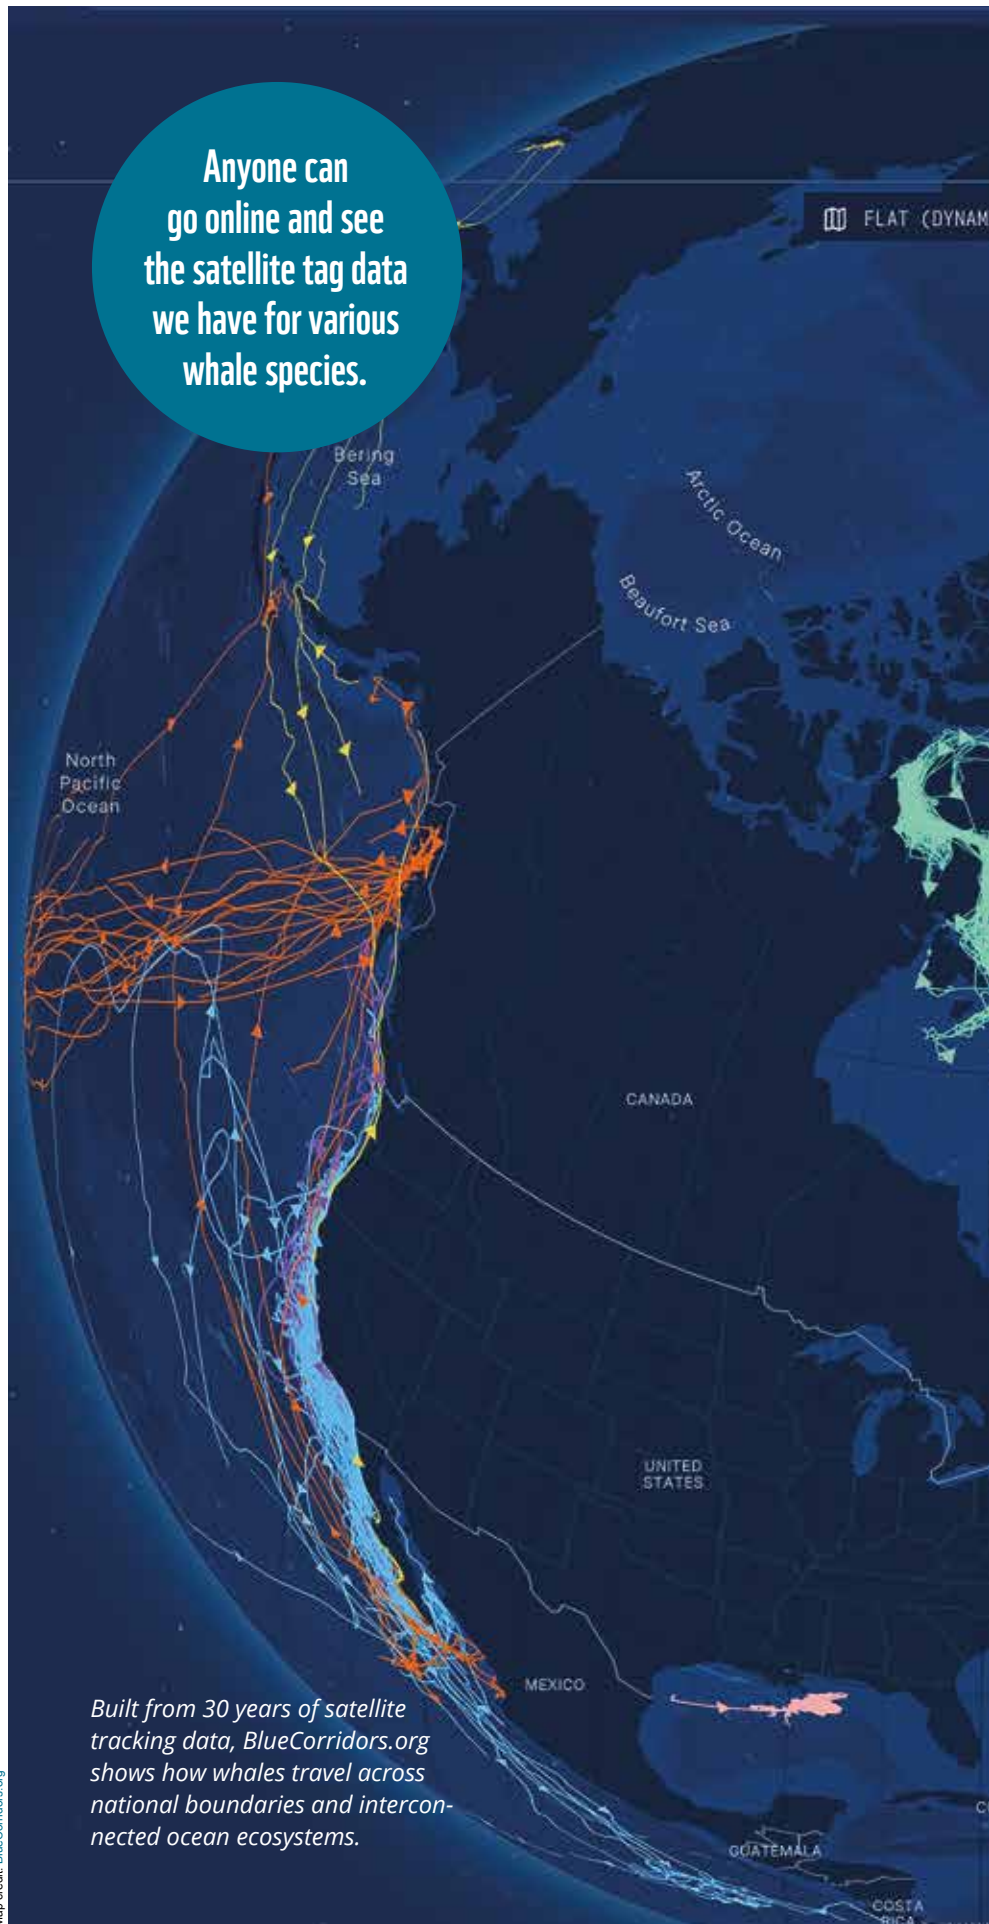 Anyone can
go online and see
the satellite tag data
we have for various
whale species.
FLAT (DYNAM
Bering
Sea
Arctic Ocean
Beaufort Sea
North
Pacific
Ocean
CANADA
UNITED
STATES
MEXICO
Built from 30 years of satellite
tracking data, BlueCorridors.org
shows how whales travel across
national boundaries and intercon-
nected ocean ecosystems.
GUATEMALA
COSTA
RICA